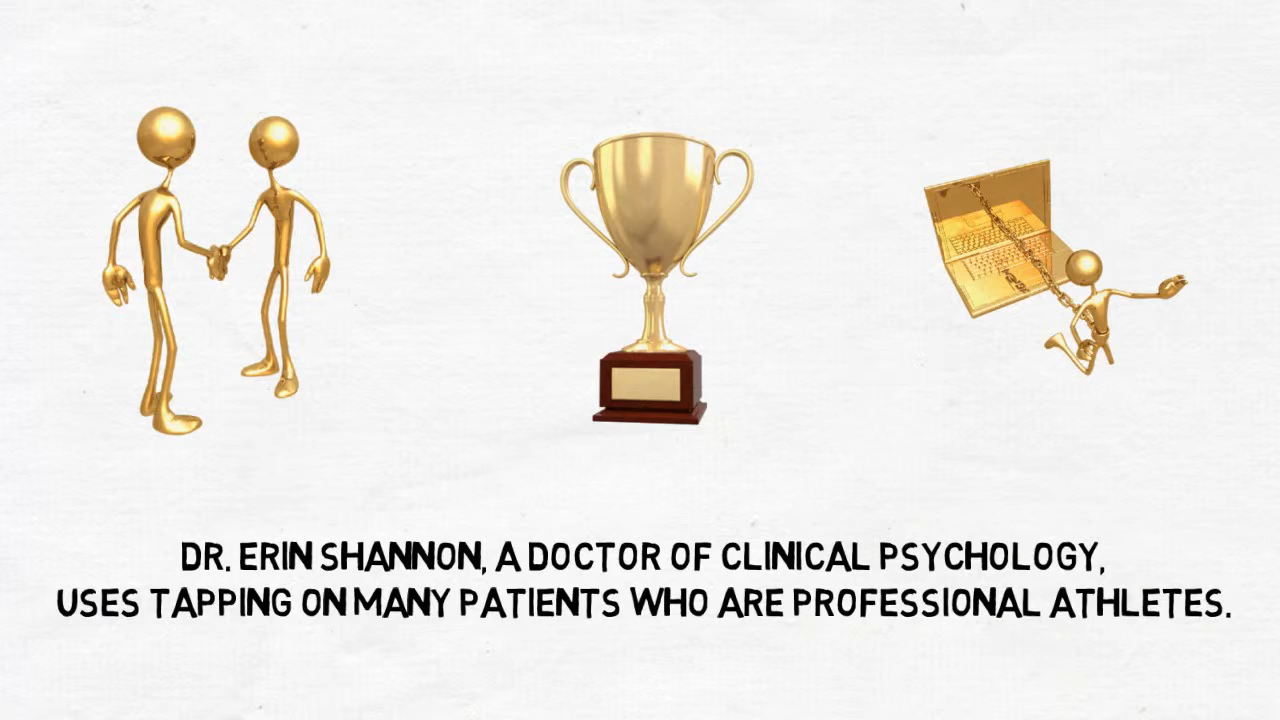 DR. ERIN SHANNON, A DOCTOR OF CLINICAL PSYCHOLOGY,
USES TAPPING ON MANY PATIENTS WHO ARE PROFESSIONAL ATHLETES.